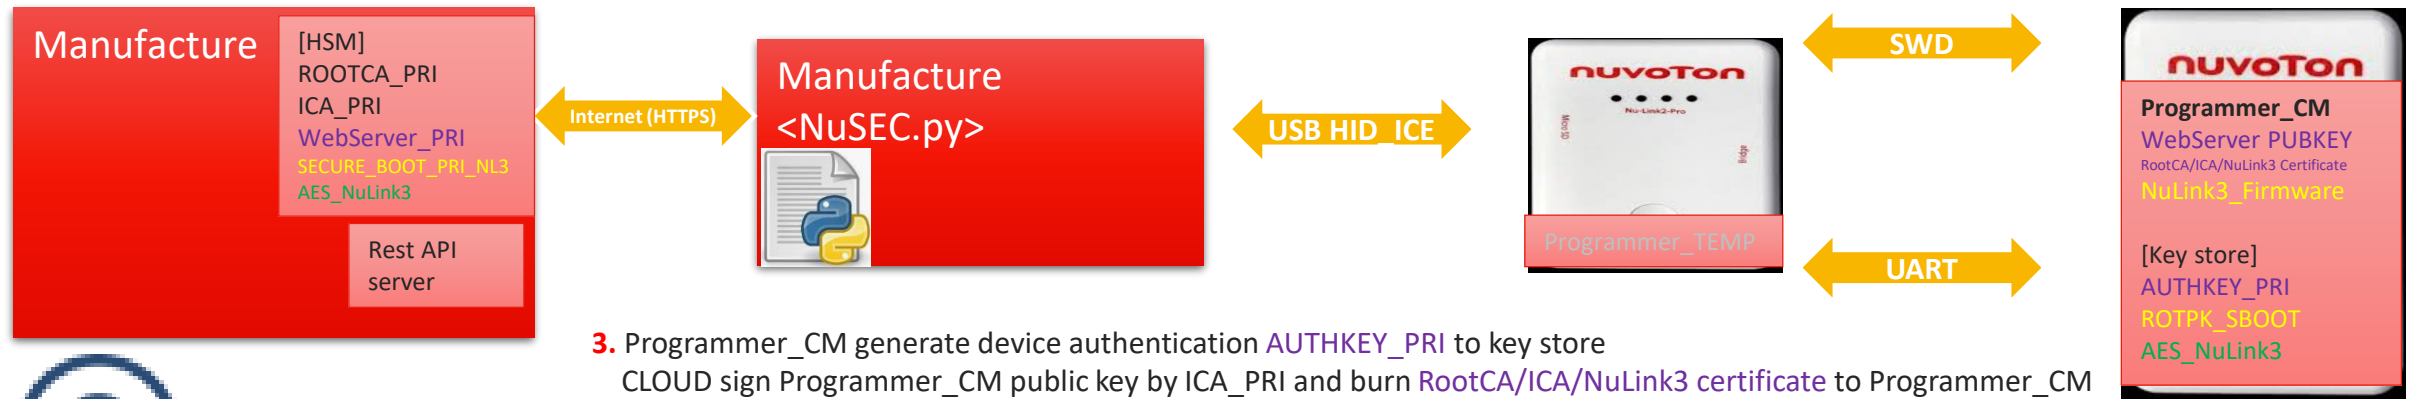 Manufacture
[HSM]
ROOTCA_PRI
ICA_PRI
WebServer_PRI
SECURE_BOOT_PRI_NL3
AES_NuLink3
Rest API
server
Internet (HTTPS)
Manufacture
<NuSEC.py>
USB HID_ICE
nuvoTon
Nu-Link2-Pro
Micro SD
Bridge
Programmer_TEMP
SWD
UART
nuvoTon
Programmer_CM
WebServer PUBKEY
RootCA/ICA/NuLink3 Certificate
NuLink3_Firmware
[Key store]
AUTHKEY_PRI
ROTPK_SBOOT
AES_NuLink3
3. Programmer_CM generate device authentication AUTHKEY_PRI to key store
CLOUD sign Programmer_CM public key by ICA_PRI and burn RootCA/ICA/NuLink3 certificate to Programmer_CM